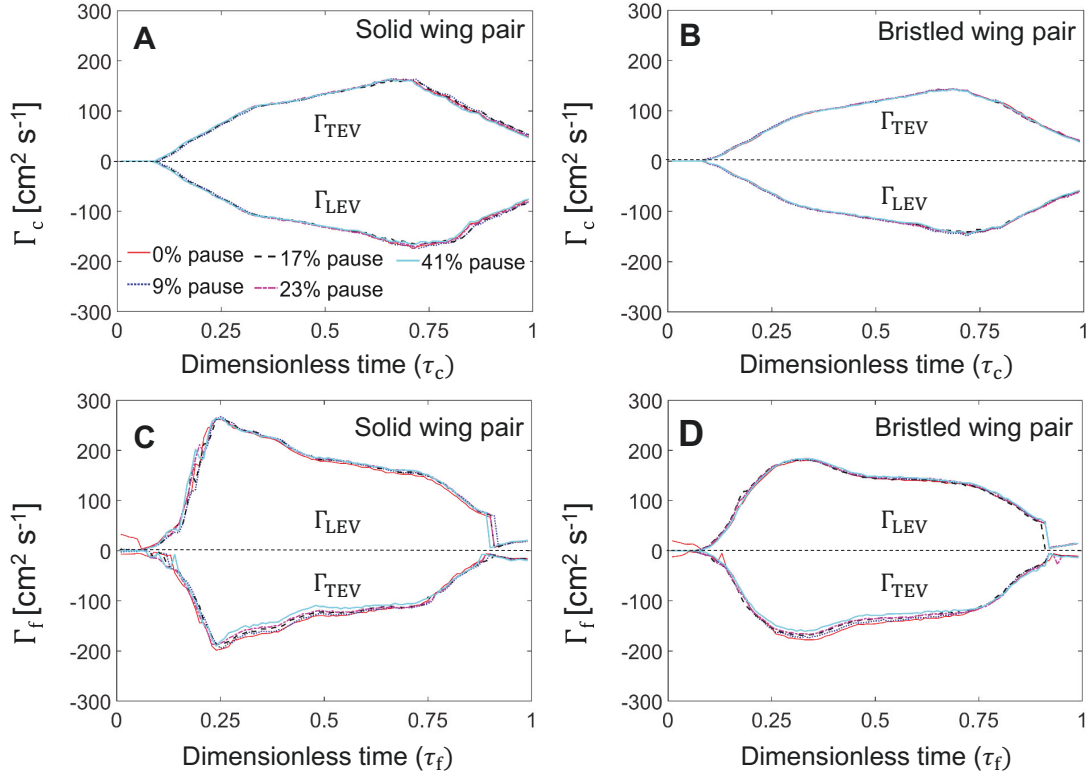 A
Solid wing pair
300
200
100
0
-100
-200
-300
Γc [cm² s⁻¹]
ΓTEV
ΓLEV
0% pause
17% pause
41% pause
9% pause
23% pause
0 0.25 0.5 0.75 1
Dimensionless time (τc)
B
Bristled wing pair
300
200
100
0
-100
-200
-300
Γc [cm² s⁻¹]
ΓTEV
ΓLEV
0 0.25 0.5 0.75 1
Dimensionless time (τc)
C
Solid wing pair
300
200
100
0
-100
-200
-300
Γf [cm² s⁻¹]
ΓLEV
ΓTEV
0 0.25 0.5 0.75 1
Dimensionless time (τf)
D
Bristled wing pair
300
200
100
0
-100
-200
-300
Γf [cm² s⁻¹]
ΓLEV
ΓTEV
0 0.25 0.5 0.75 1
Dimensionless time (τf)